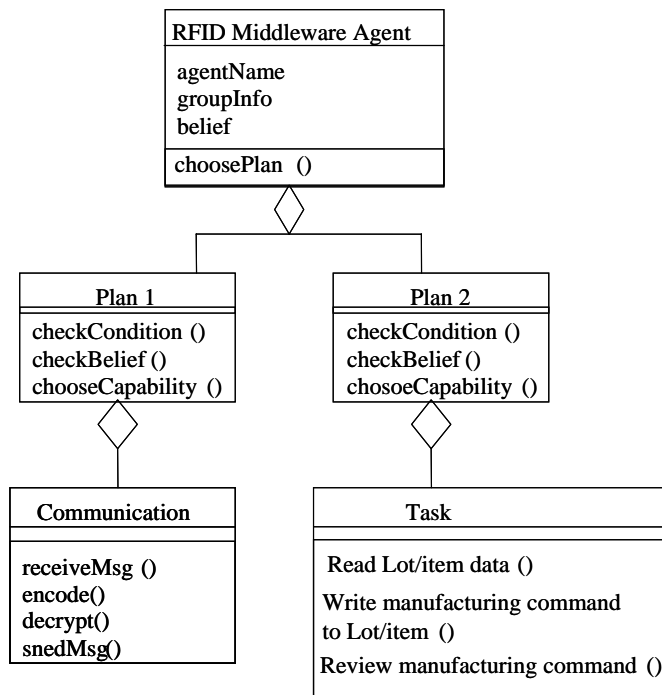 RFID Middleware Agent
agentName
groupInfo
belief
choosePlan ()
Plan 1
checkCondition ()
checkBelief ()
chooseCapability ()
Plan 2
checkCondition ()
checkBelief ()
chosoeCapability ()
Communication
receiveMsg ()
encode()
decrypt()
snedMsg()
Task
Read Lot/item data ()
Write manufacturing command
to Lot/item ()
Review manufacturing command ()